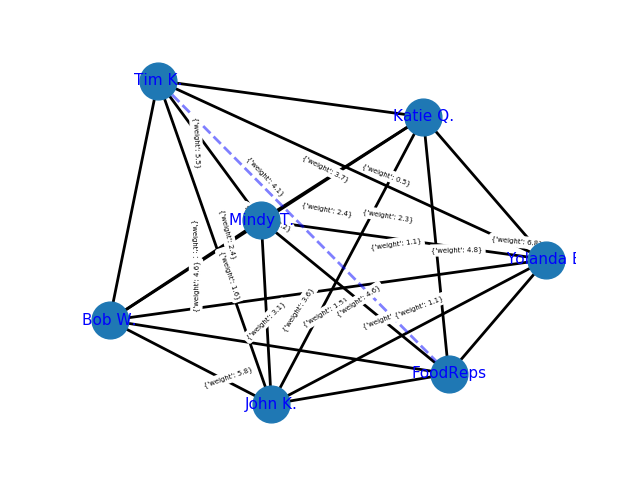 Tim K
Katie Q.
{'weight': 5.5}
{'weight': 3.7}
{'weight': 4.1}
{'weight': 0.5}
{'weight': 2.4}
{'weight': 2.3}
Mindy T.
{'weight': 2.4}
{'weight': 6.8}
{'weight': 1.1}
{'weight': 4.8}
Yolanda
{'weight': 1.6}
{'weight': 3.6}
{'weight': 4.6}
{'weight': 1.5}
{'weight': 1.1}
{'weight':
Bob W
{'weight': 3.1}
FoodReps
{'weight': 5.8}
John K.